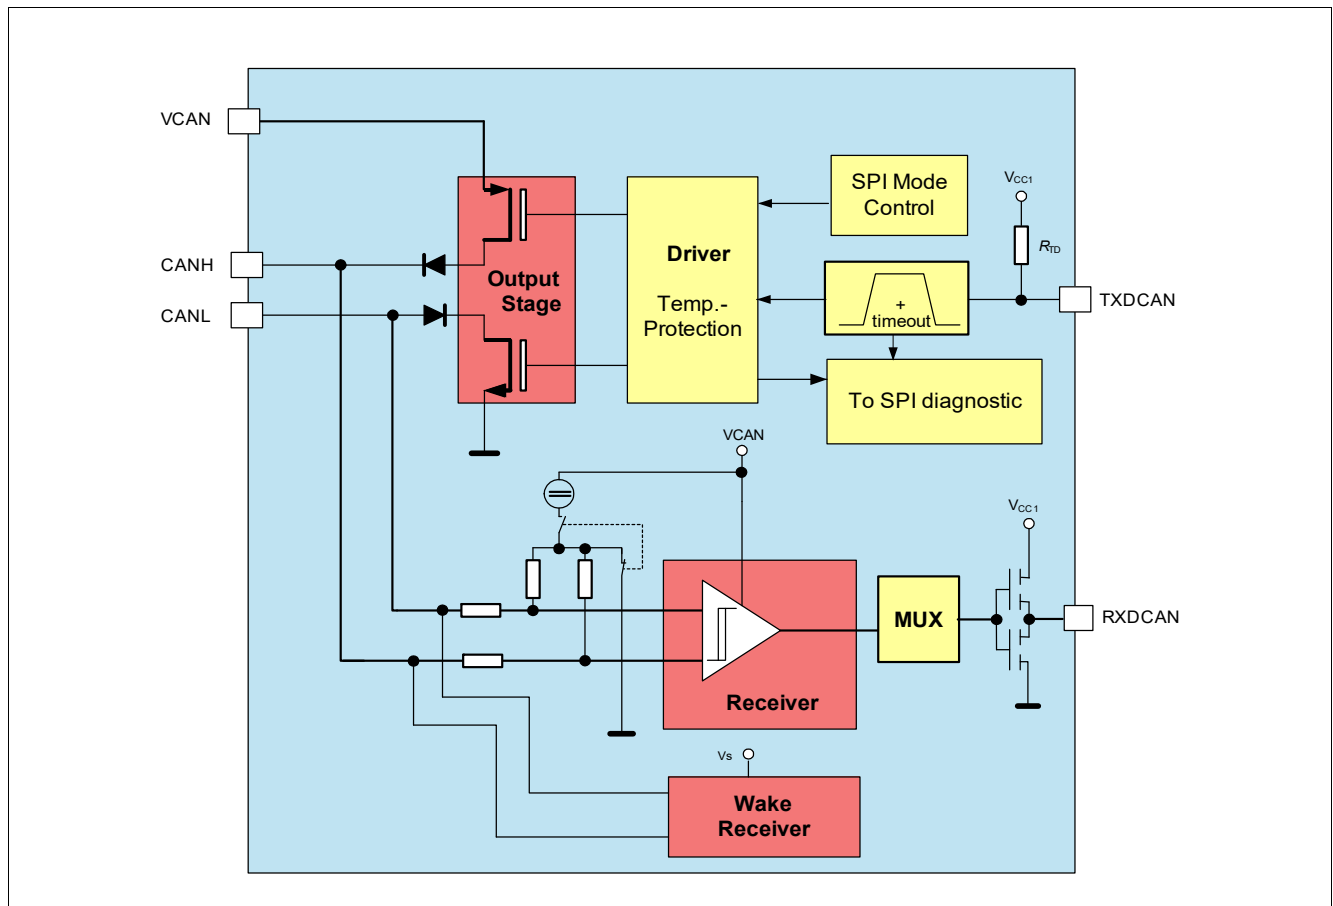 VCAN
SPI Mode
Control
VCC1
RTD
CANH
CANL
Output
Stage
Driver
Temp.-
Protection
+
timeout
TXDCAN
To SPI diagnostic
VCAN
VCC1
MUX
RXDCAN
Receiver
Vs
Wake
Receiver